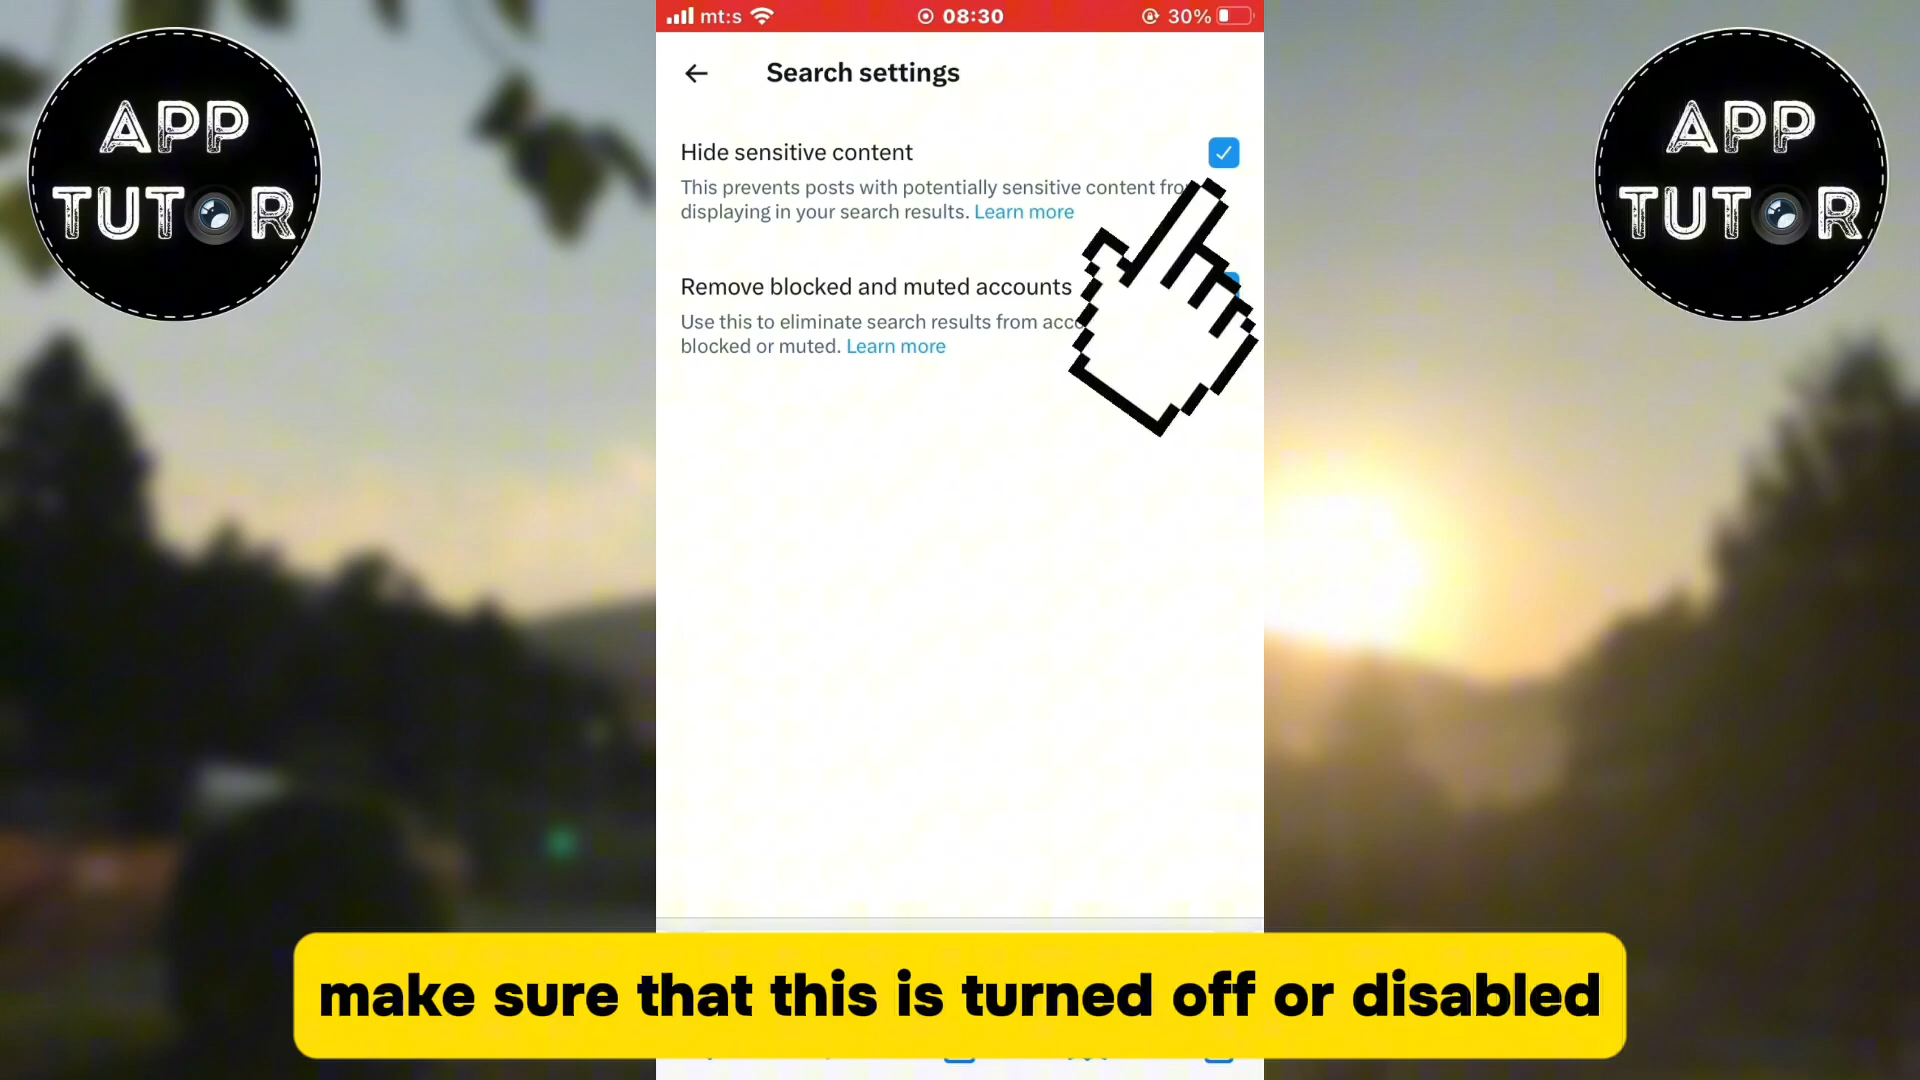 APP
TUTOR
mt:s
08:30
30%
Search settings
Hide sensitive content
This prevents posts with potentially sensitive content
displaying in your search results. Learn more
Remove blocked and muted accounts
Use this to eliminate search results from
blocked or muted. Learn more
APP
TUTOR
make sure that this is turned off or disabled